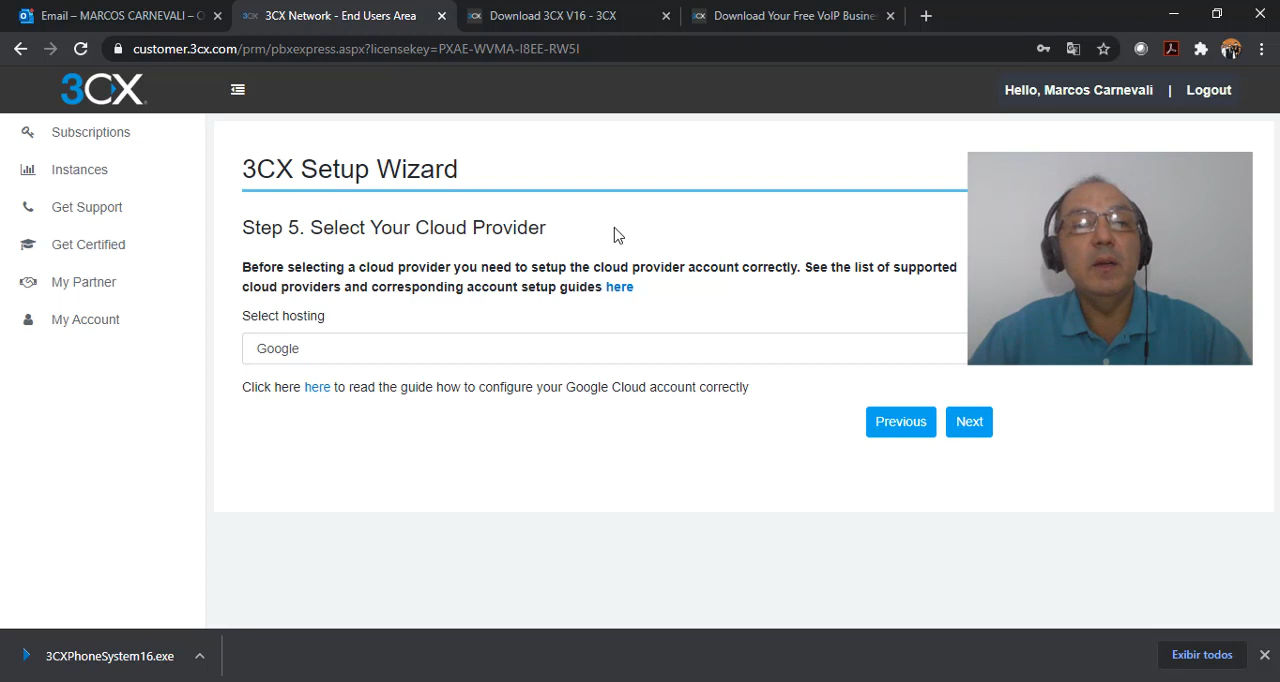 Email – MARCOS CARNEVALI – O
3CX Network - End Users Area
Download 3CX V16 - 3CX
Download Your Free VoIP Busine
customer.3cx.com/prm/pbxexpress.aspx?licensekey=PXAE-WVMA-I8EE-RW5I
3CX
Hello, Marcos Carnevali | Logout
Subscriptions
Instances
Get Support
Get Certified
My Partner
My Account
3CX Setup Wizard
Step 5. Select Your Cloud Provider
Before selecting a cloud provider you need to setup the cloud provider account correctly. See the list of supported
cloud providers and corresponding account setup guides here
Select hosting
Google
Click here here to read the guide how to configure your Google Cloud account correctly
Previous
Next
3CXPhoneSystem16.exe
Exibir todos